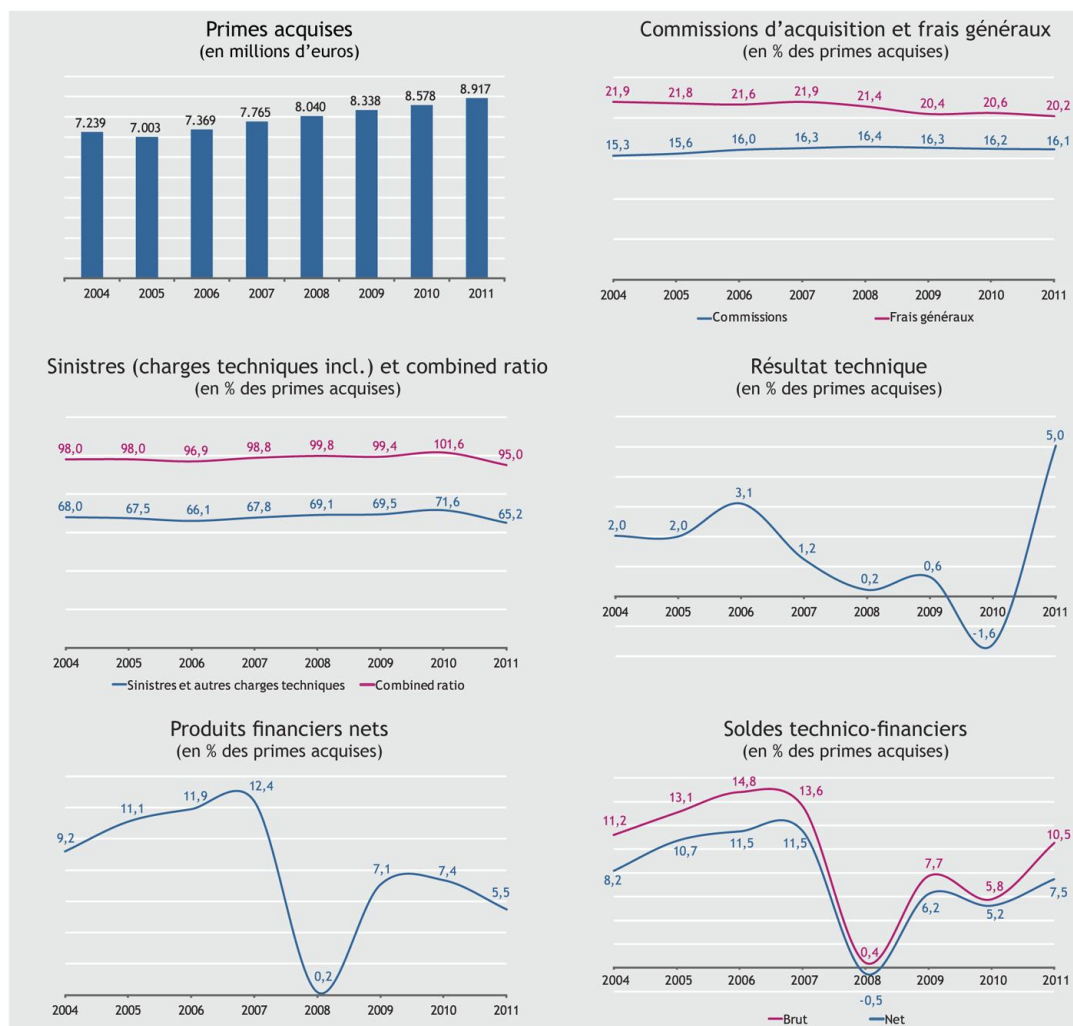 Primes acquises
(en millions d’euros)
7.239
7.003
7.369
7.765
8.040
8.338
8.578
8.917
2004 2005 2006 2007 2008 2009 2010 2011
Commissions d’acquisition et frais généraux
(en % des primes acquises)
21,9 21,8 21,6 21,9 21,4 20,4 20,6 20,2
15,3 15,6 16,0 16,3 16,4 16,3 16,2 16,1
2004 2005 2006 2007 2008 2009 2010 2011
Commissions Frais généraux
Sinistres (charges techniques incl.) et combined ratio
(en % des primes acquises)
98,0 98,0 96,9 98,8 99,8 99,4 101,6 95,0
68,0 67,5 66,1 67,8 69,1 69,5 71,6 65,2
2004 2005 2006 2007 2008 2009 2010 2011
Sinistres et autres charges techniques Combined ratio
Résultat technique
(en % des primes acquises)
2,0 2,0 3,1 1,2 0,2 0,6 -1,6 5,0
2004 2005 2006 2007 2008 2009 2010 2011
Produits financiers nets
(en % des primes acquises)
9,2 11,1 11,9 12,4 0,2 7,1 7,4 5,5
2004 2005 2006 2007 2008 2009 2010 2011
Soldes technico-financiers
(en % des primes acquises)
11,2 13,1 14,8 13,6 0,4 7,7 5,8 10,5
8,2 10,7 11,5 11,5 -0,5 6,2 5,2 7,5
2004 2005 2006 2007 2008 2009 2010 2011
Brut Net